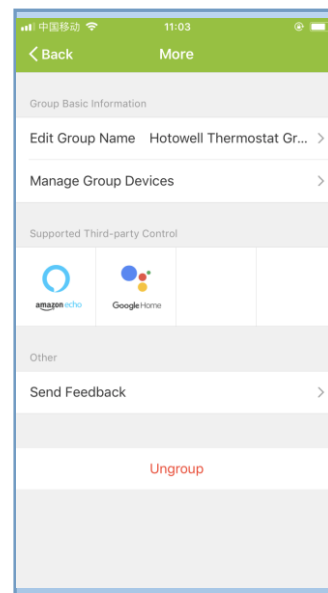 中国移动 11:03
Back More
Group Basic Information
Edit Group Name Hotowell Thermostat Gr...
Manage Group Devices
Supported Third-party Control
amazon echo Google Home
Other
Send Feedback
Ungroup